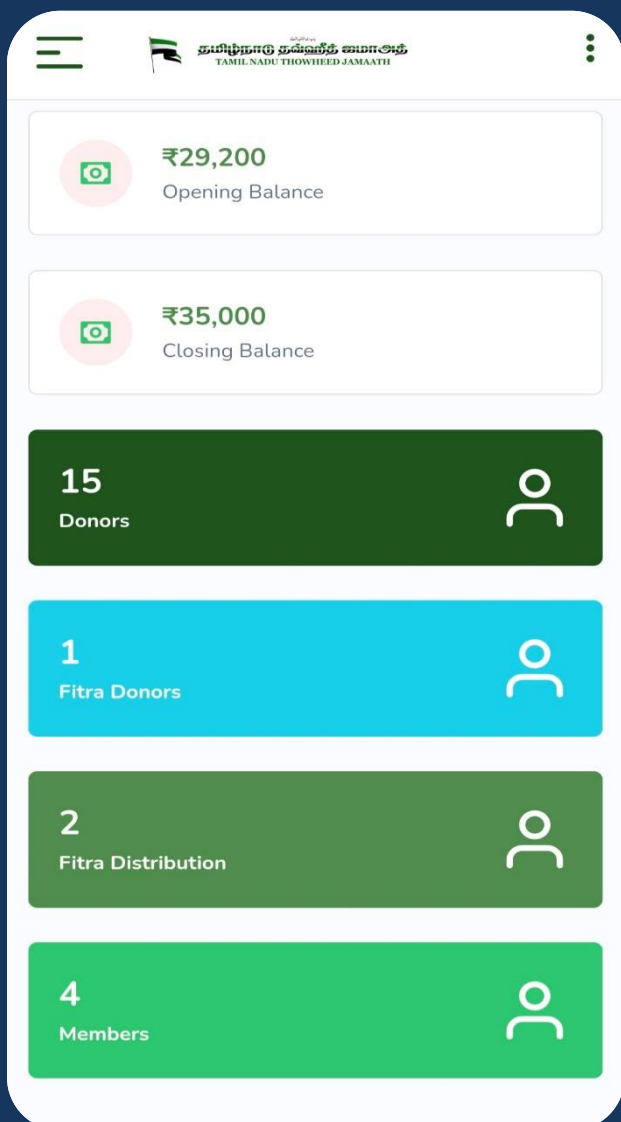 தமிழ்நாடு தவ்ஹீத் ஜமாஅத்
TAMIL NADU THOWHEED JAMAATH
₹29,200
Opening Balance
₹35,000
Closing Balance
15
Donors
1
Fitra Donors
2
Fitra Distribution
4
Members